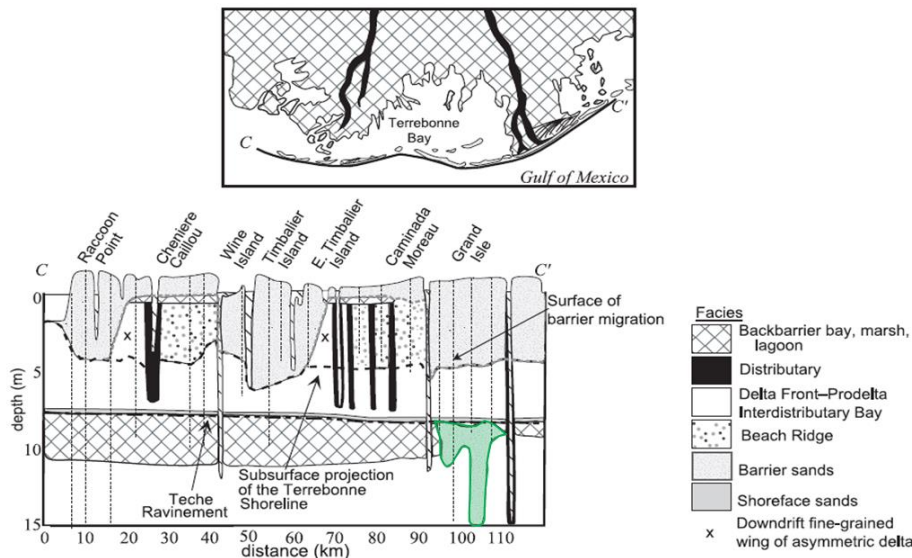 C
Terrebonne
Bay
C'
Gulf of Mexico
Raccoon
Point
Cheniere
Caillou
Wine
Island
Timbalier
Island
E. Timbalier
Island
Caminada
Moreau
Grand
Isle
C
C'
0
5
10
15
depth (m)
x
x
Surface of
barrier migration
Teche
Ravinement
Subsurface projection
of the Terrebonne
Shoreline
0 10 20 30 40 50 60 70 80 90 100 110
distance (km)
Facies
Backbarrier bay, marsh,
lagoon
Distributary
Delta Front–Prodelta
Interdistributary Bay
Beach Ridge
Barrier sands
Shoreface sands
x Downdrift fine-grained
wing of asymmetric delta